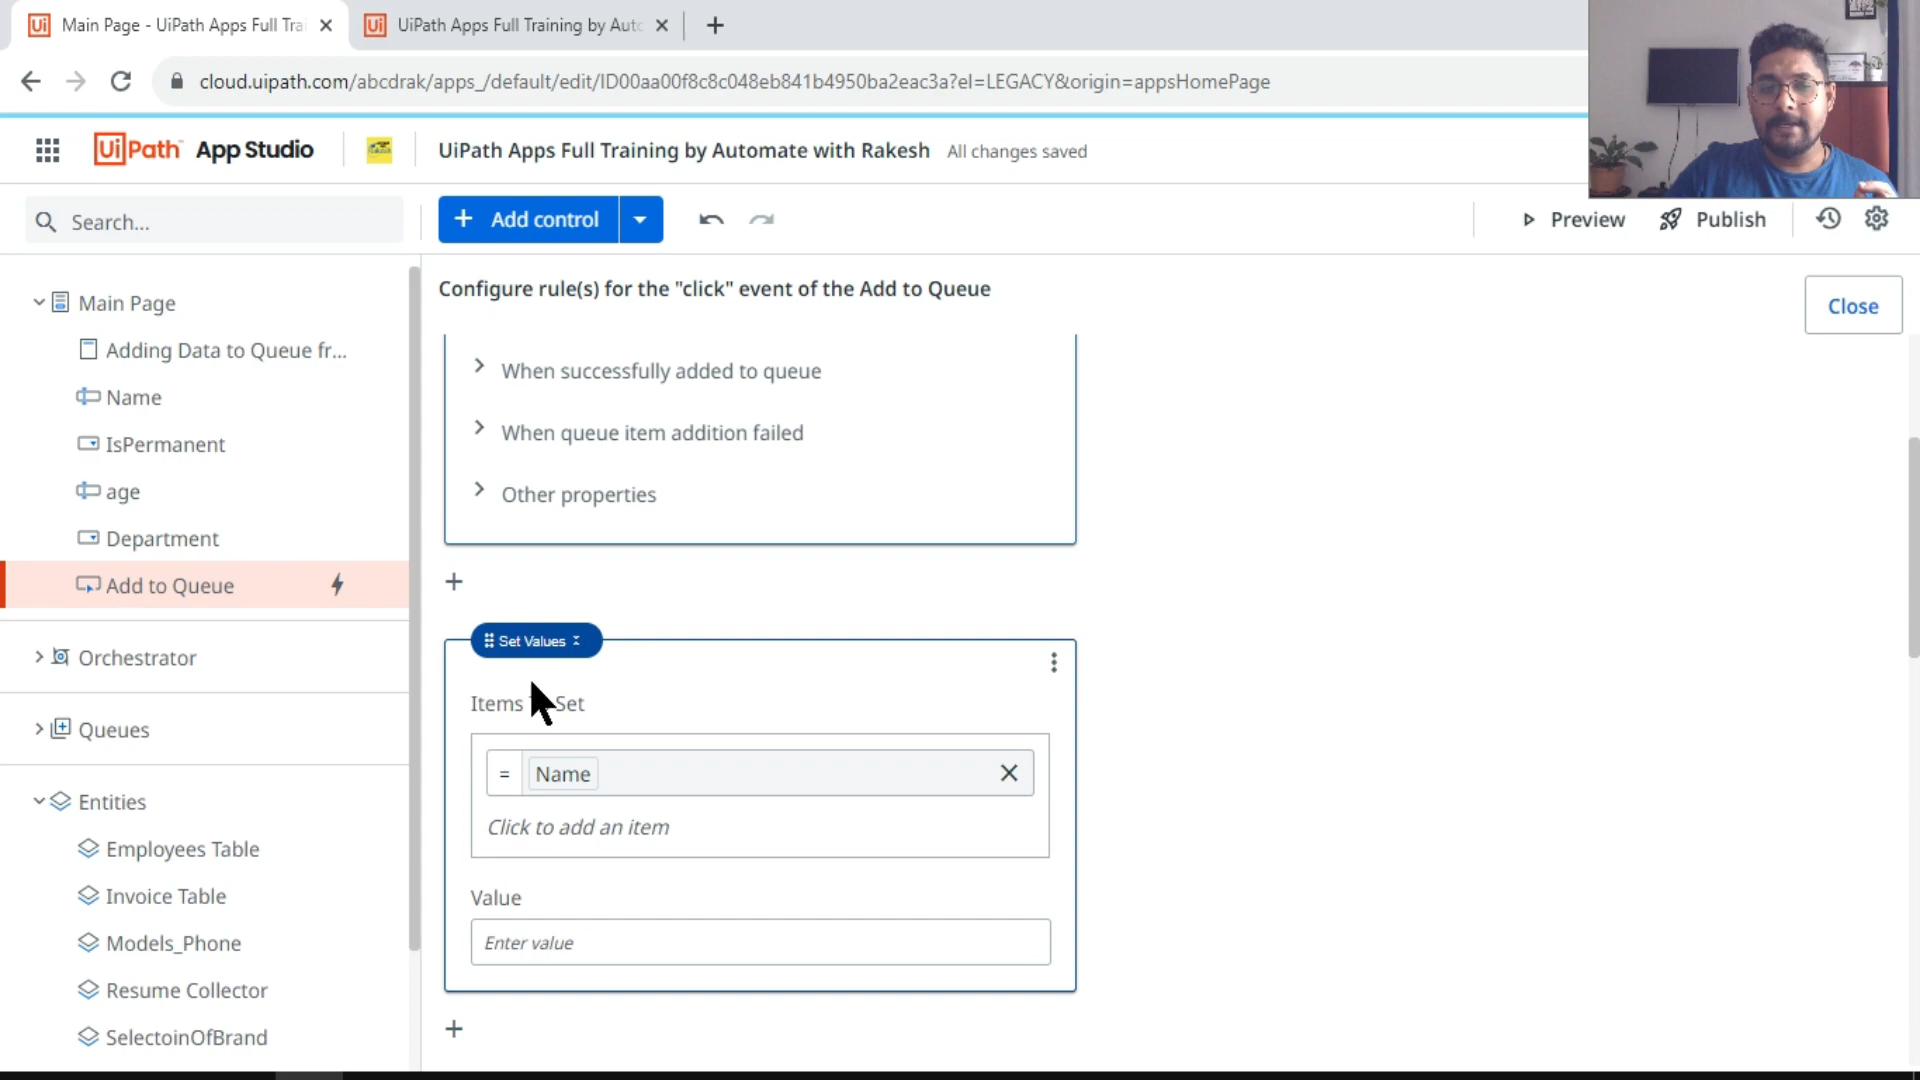 Main Page - UiPath Apps Full Trai
UiPath Apps Full Training by Auto
cloud.uipath.com/abcdrak/apps_/default/edit/ID00aa00f8c8c048eb841b4950ba2eac3a?el=LEGACY&origin=appsHomePage
UiPath App Studio
UiPath Apps Full Training by Automate with Rakesh
All changes saved
Search...
Add control
Preview
Publish
Configure rule(s) for the "click" event of the Add to Queue
Close
Main Page
Adding Data to Queue fr...
Name
IsPermanent
age
Department
Add to Queue
Orchestrator
Queues
Entities
Employees Table
Invoice Table
Models_Phone
Resume Collector
SelectoinOfBrand
When successfully added to queue
When queue item addition failed
Other properties
Set Values
Items Set
= Name
Click to add an item
Value
Enter value